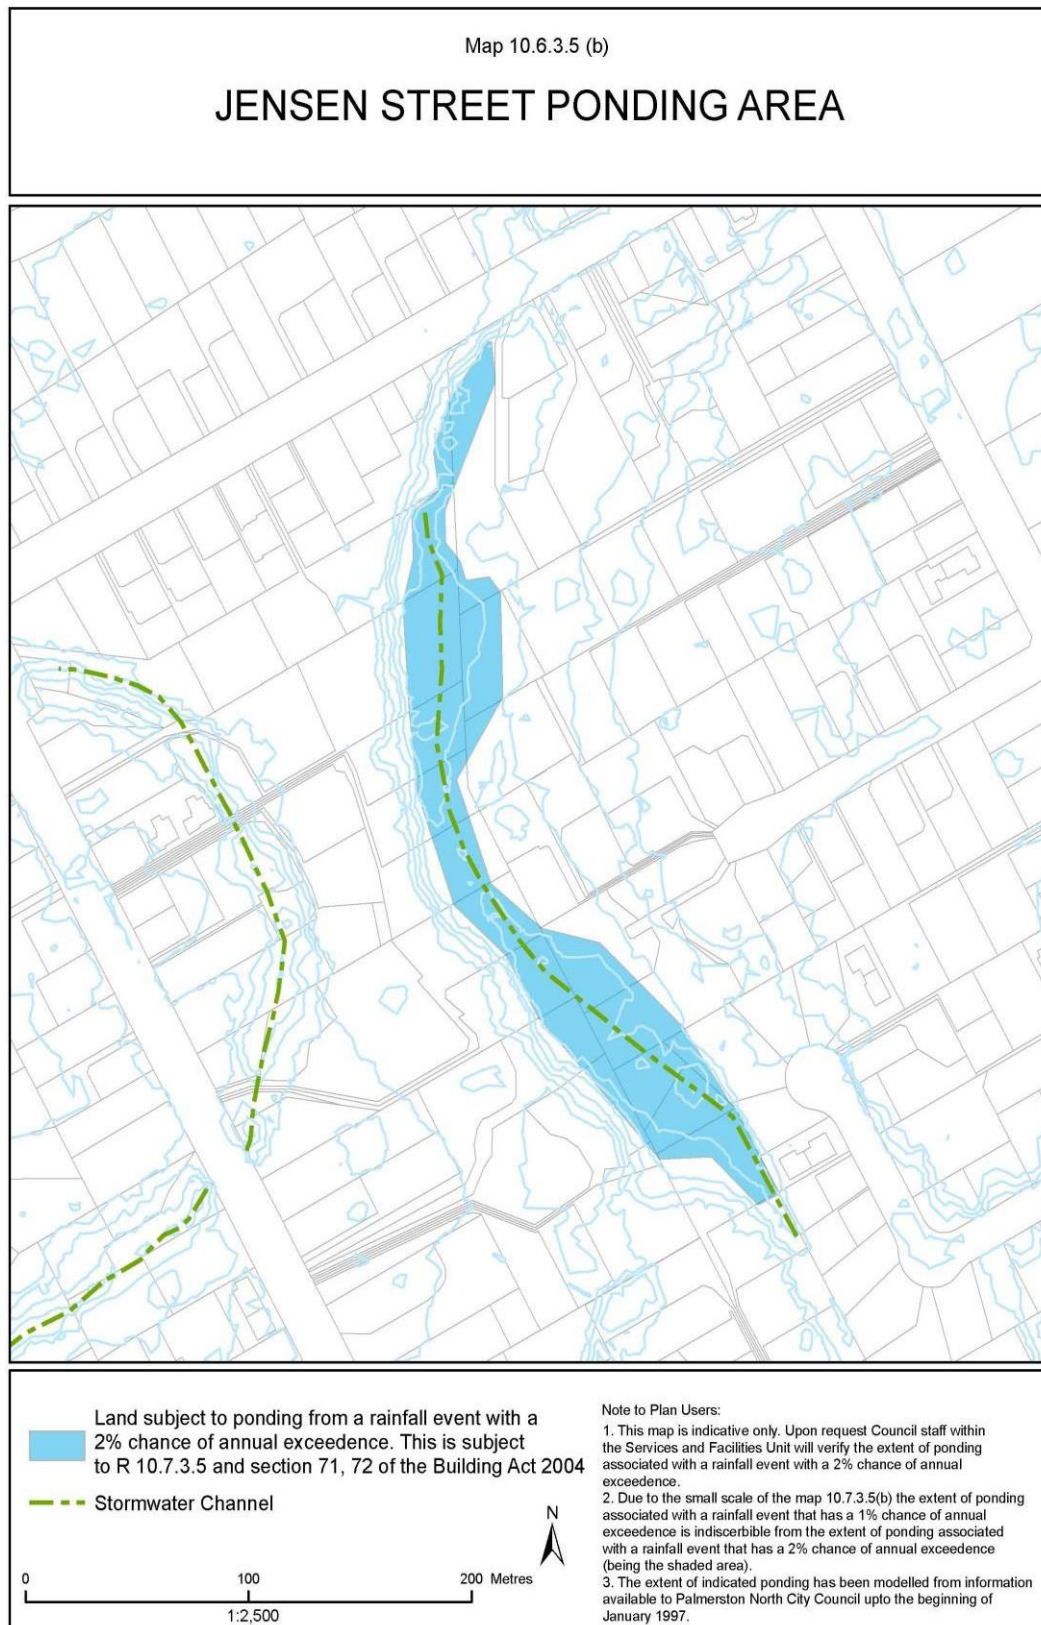 Map 10.6.3.5 (b)
JENSEN STREET PONDING AREA
Land subject to ponding from a rainfall event with a
2% chance of annual exceedence. This is subject
to R 10.7.3.5 and section 71, 72 of the Building Act 2004
Stormwater Channel
N
0 100 200 Metres
1:2,500
Note to Plan Users:
1. This map is indicative only. Upon request Council staff within
the Services and Facilities Unit will verify the extent of ponding
associated with a rainfall event with a 2% chance of annual
exceedence.
2. Due to the small scale of the map 10.7.3.5(b) the extent of ponding
associated with a rainfall event that has a 1% chance of annual
exceedence is indiscerbible from the extent of ponding associated
with a rainfall event that has a 2% chance of annual exceedence
(being the shaded area).
3. The extent of indicated ponding has been modelled from information
available to Palmerston North City Council upto the beginning of
January 1997.